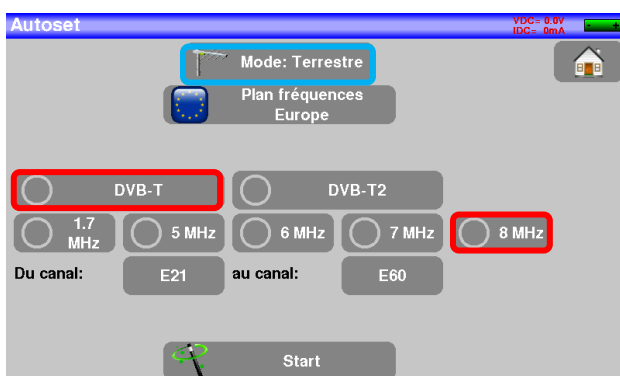 Autoset
VDC= 0.0V
IDC= 0mA
Mode: Terrestre
Plan fréquences
Europe
DVB-T
DVB-T2
1.7
MHz
5 MHz
6 MHz
7 MHz
8 MHz
Du canal:
E21
au canal:
E60
Start